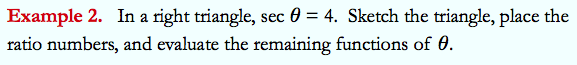 Example 2. In a right triangle, sec θ = 4. Sketch the triangle, place the
ratio numbers, and evaluate the remaining functions of θ.